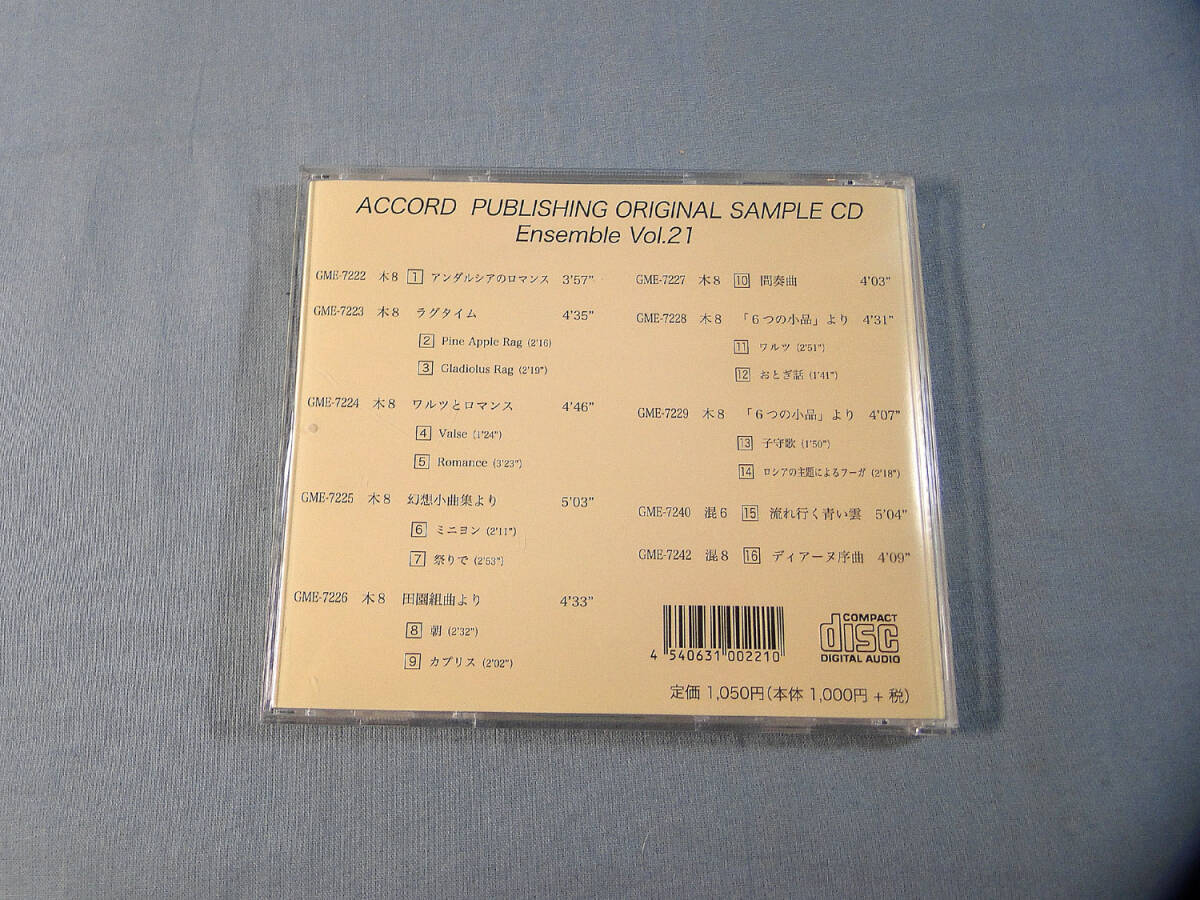 ACCORD PUBLISHING ORIGINAL SAMPLE CD
Ensemble Vol.21
GME-7222 木8 1 アンダルシアのロマンス 3'57"
GME-7223 木8 ラグタイム 4'35"
2 Pine Apple Rag (2'16)
3 Gladiolus Rag (2'19")
GME-7224 木8 ワルツとロマンス 4'46"
4 Valse (1'24")
5 Romance (3'23")
GME-7225 木8 幻想小曲集より 5'03"
6 ミニヨン (2'11")
7 祭りで (2'53")
GME-7226 木8 田園組曲より 4'33"
8 朝 (2'32")
9 カプリス (2'02")
GME-7227 木8 10 間奏曲 4'03"
GME-7228 木8 「6つの小品」より 4'31"
11 ワルツ (2'51")
12 おとぎ話 (1'41")
GME-7229 木8 「6つの小品」より 4'07"
13 子守歌 (1'50")
14 ロシアの主題によるフーガ (2'18")
GME-7240 混6 15 流れ行く青い雲 5'04"
GME-7242 混8 16 ディアーヌ序曲 4'09"
4 540631 002210
COMPACT
disc
DIGITAL AUDIO
定価 1,050円(本体 1,000円 + 税)